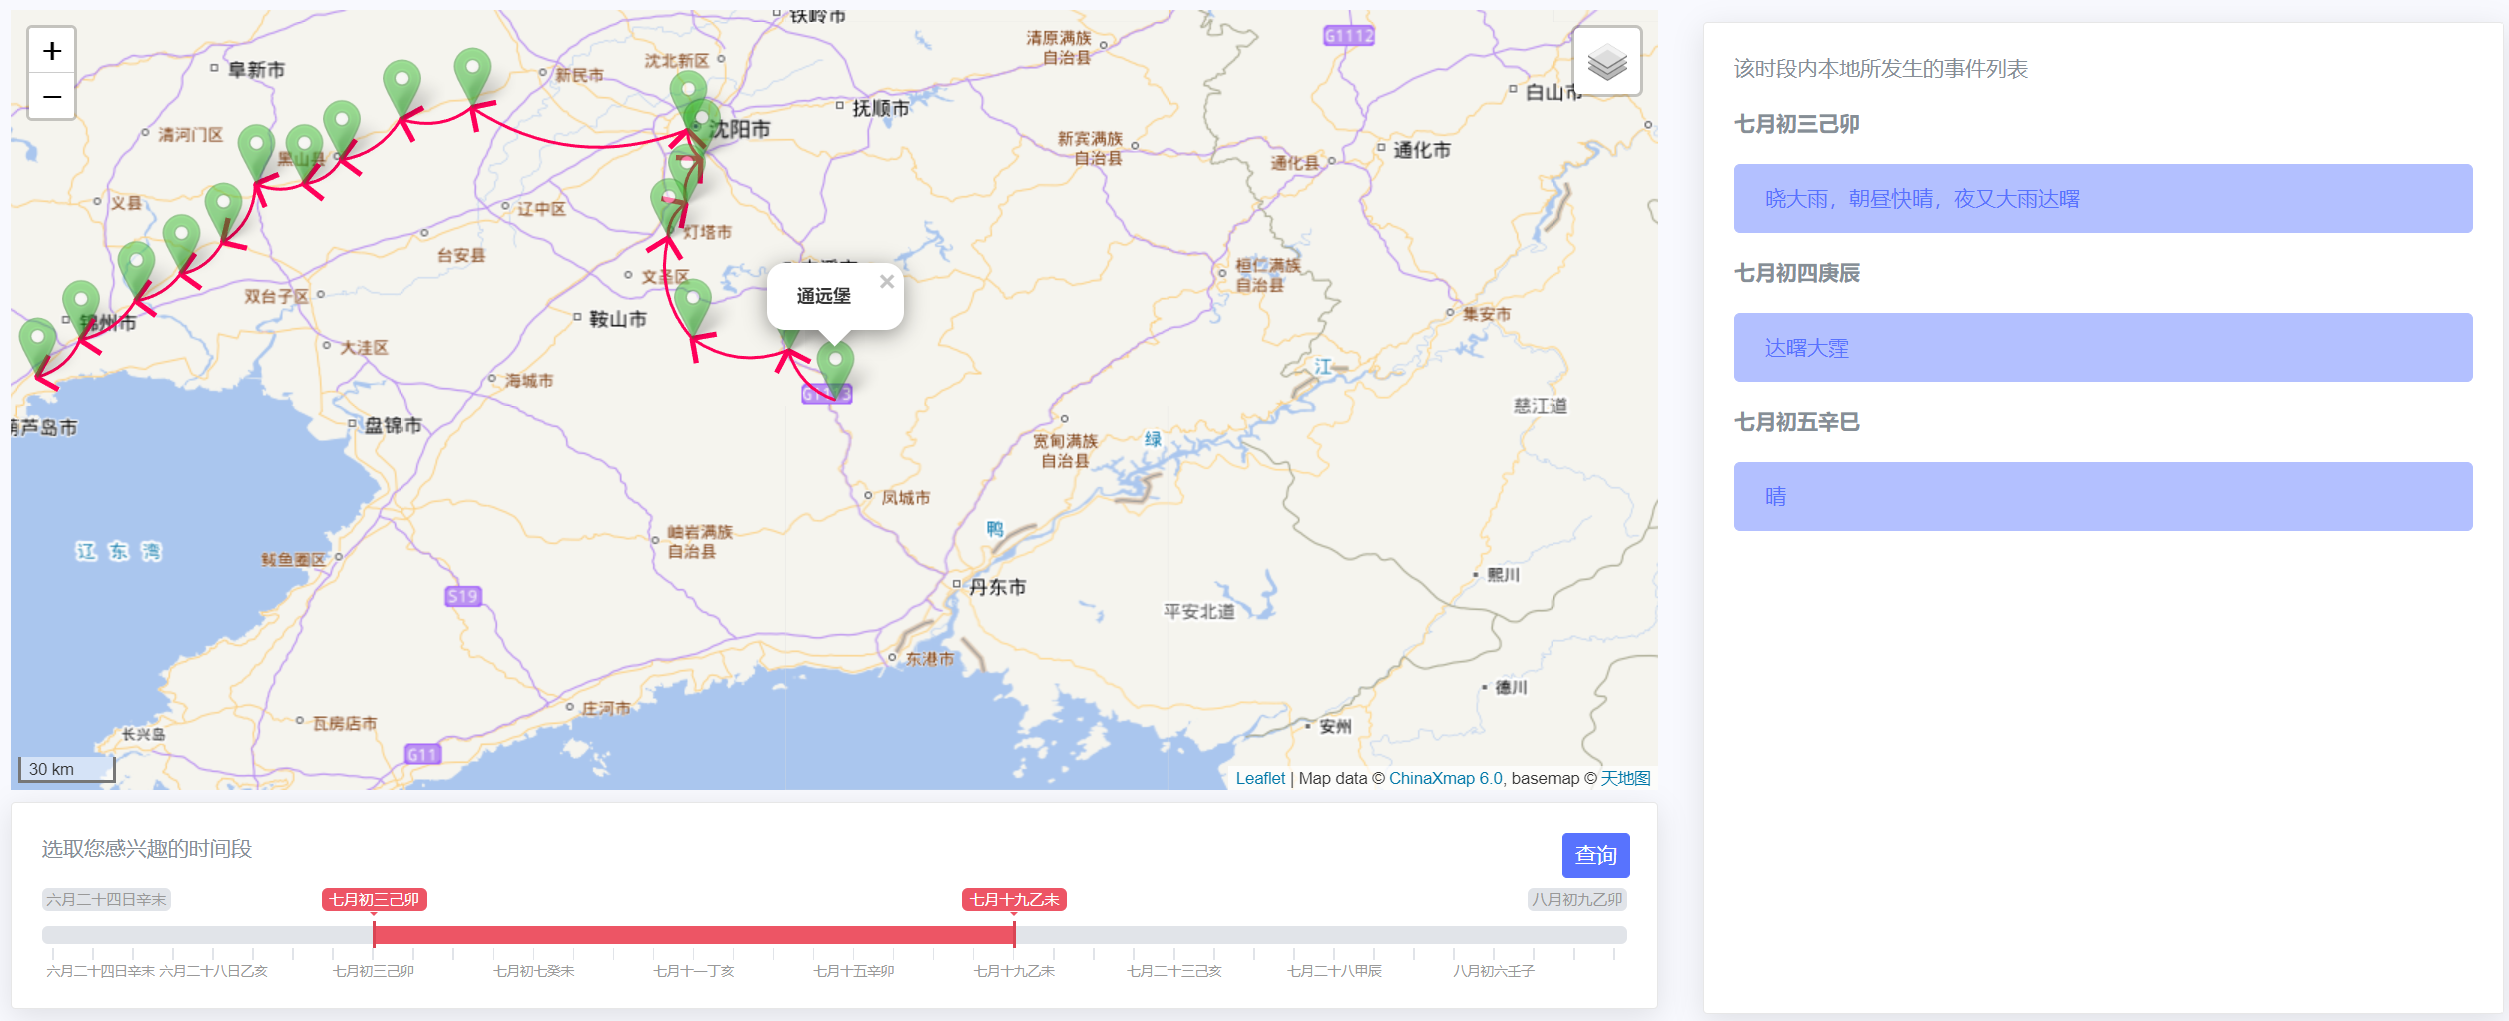 +
−
铁岭市
阜新市
新民市
沈北新区
清原满族
自治县
G1112
白山市
抚顺市
沈阳市
清河门区
黑山县
新宾满族
自治县
通化县
通化市
义县
辽中区
灯塔市
台安县
文圣区
桓仁满族
自治县
双台子区
锦州市
鞍山市
通远堡
×
集安市
大洼区
海城市
江
慈江道
葫芦岛市
盘锦市
宽甸满族
自治县
绿
凤城市
鸭
岫岩满族
自治县
辽东湾
鲅鱼圈区
丹东市
熙川
S19
平安北道
东港市
德川
庄河市
瓦房店市
长兴岛
安州
G11
30 km
Leaflet | Map data © ChinaXmap 6.0, basemap © 天地图
选取您感兴趣的时间段
查询
六月二十四日辛未
七月初三己卯
七月十九乙未
八月初九乙卯
六月二十四日辛未
六月二十八日乙亥
七月初三己卯
七月初七癸未
七月十一丁亥
七月十五辛卯
七月十九乙未
七月二十三己亥
七月二十八甲辰
八月初六壬子
该时段内本地所发生的事件列表
七月初三己卯
晓大雨，朝昼快晴，夜又大雨达曙
七月初四庚辰
达曙大霔
七月初五辛巳
晴